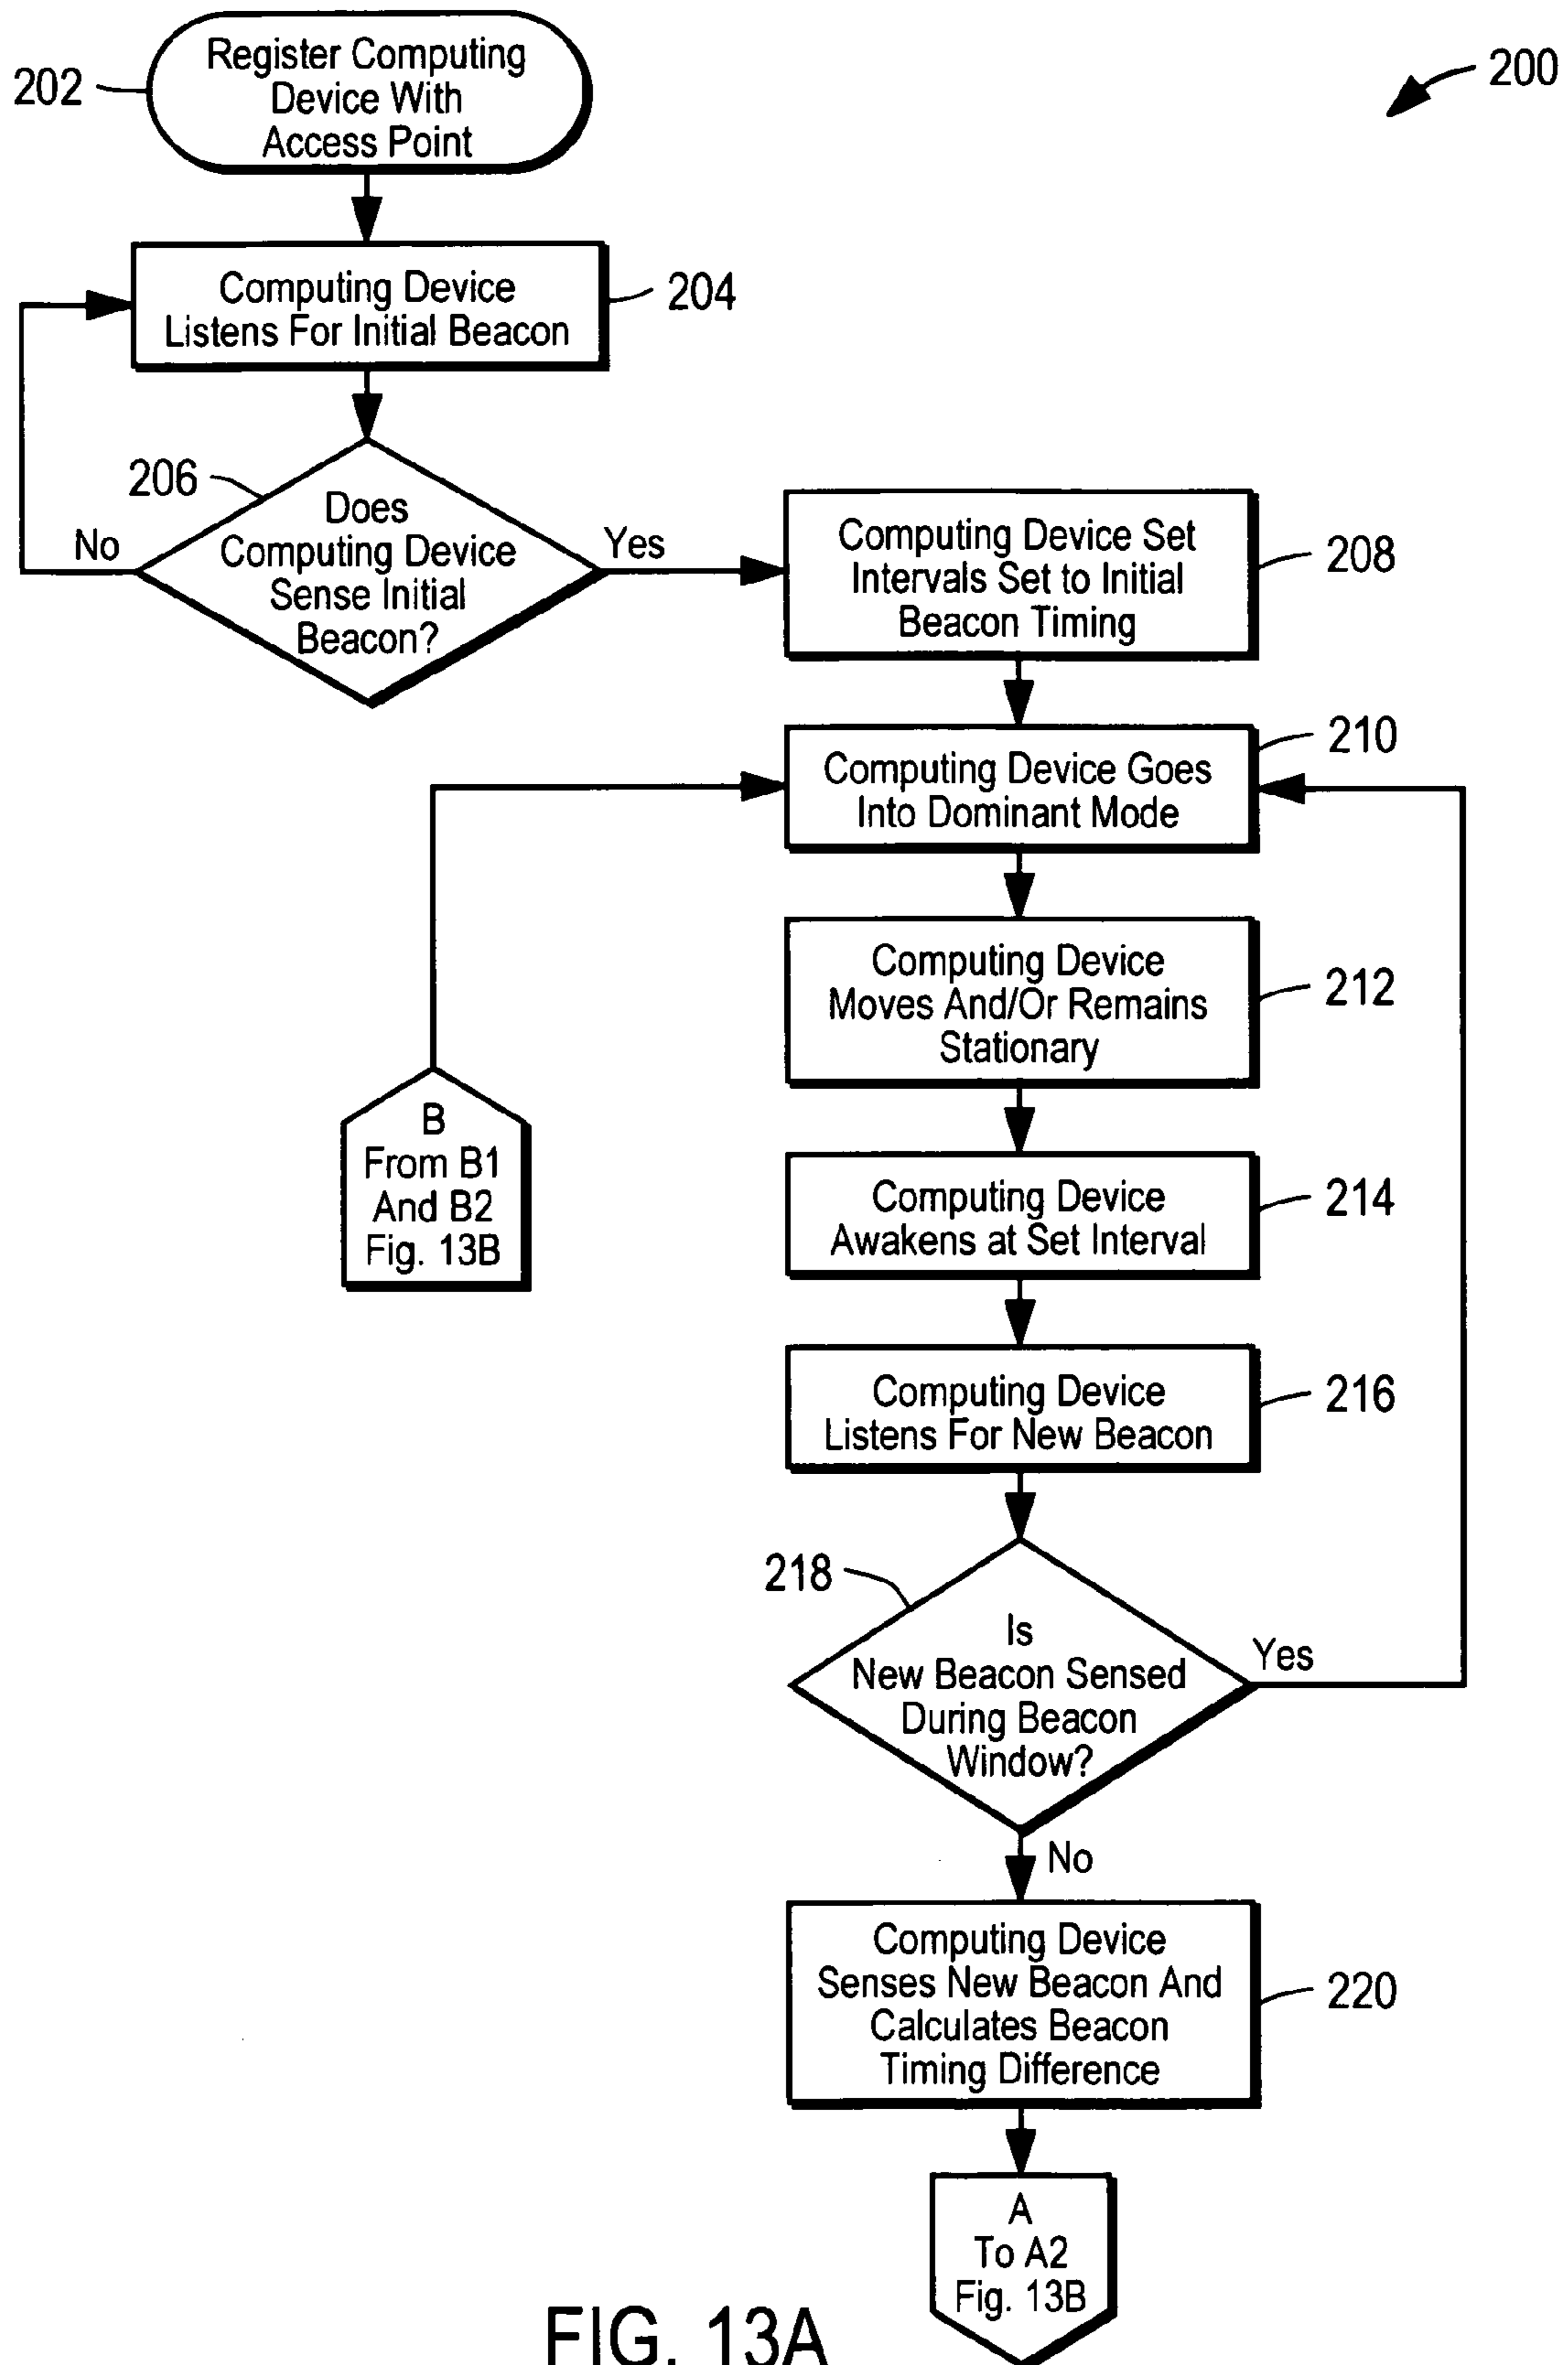 200
202
Register Computing
Device With
Access Point
Computing Device
Listens For Initial Beacon
204
206
Does
Computing Device
Sense Initial
Beacon?
No
Yes
Computing Device Set
Intervals Set to Initial
Beacon Timing
208
Computing Device Goes
Into Dominant Mode
210
Computing Device
Moves And/Or Remains
Stationary
212
B
From B1
And B2
Fig. 13B
Computing Device
Awakens at Set Interval
214
Computing Device
Listens For New Beacon
216
218
Is
New Beacon Sensed
During Beacon
Window?
Yes
No
Computing Device
Senses New Beacon And
Calculates Beacon
Timing Difference
220
A
To A2
Fig. 13B
FIG. 13A